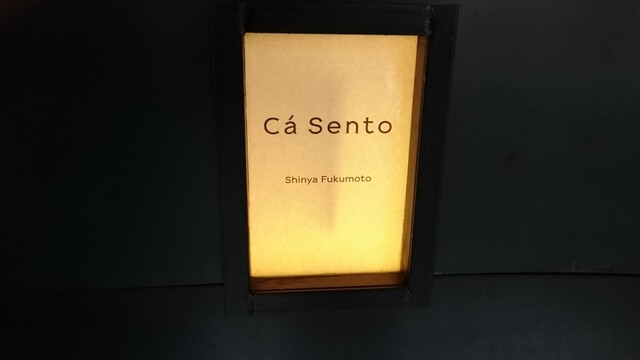 Cá Sento
Shinya Fukumoto